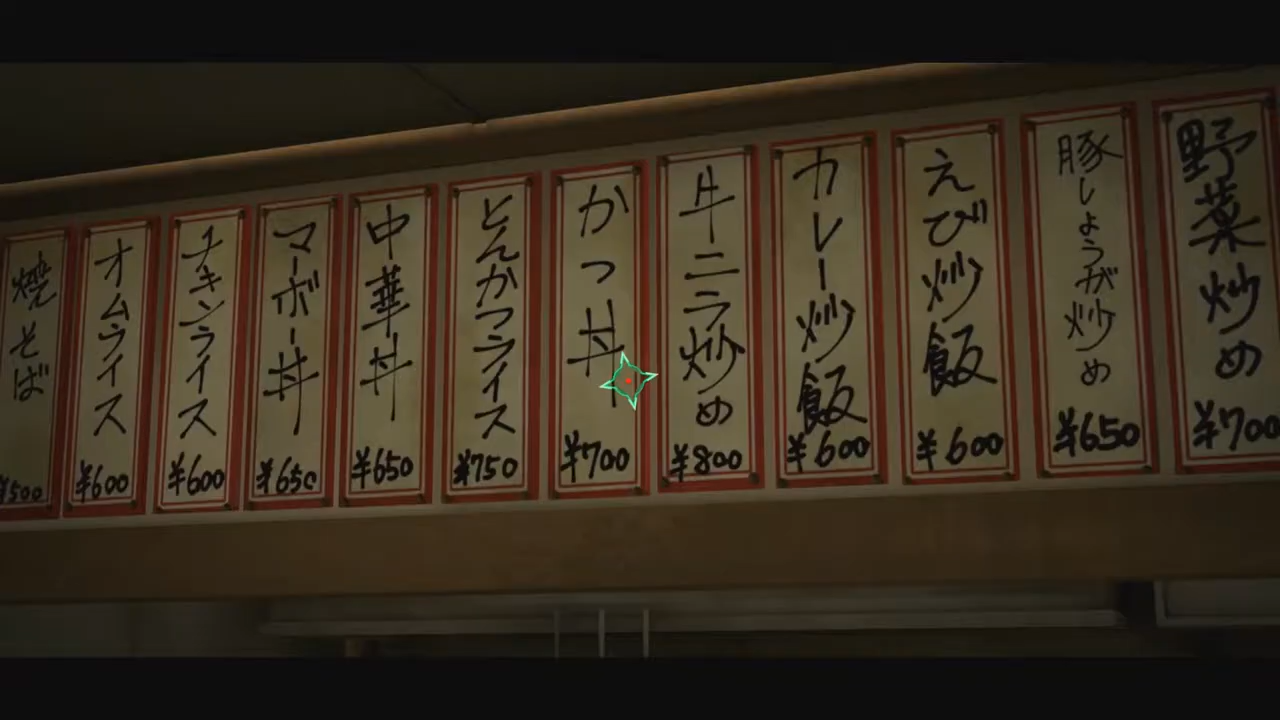 野菜炒め
¥700
豚しょうが炒め
¥650
えび炒飯
¥600
カレー炒飯
¥600
牛ニラ炒め
¥800
かつ丼
¥700
とんかつライス
¥750
中華丼
¥650
マーボー丼
¥650
チキンライス
¥600
オムライス
¥600
焼そば
¥500